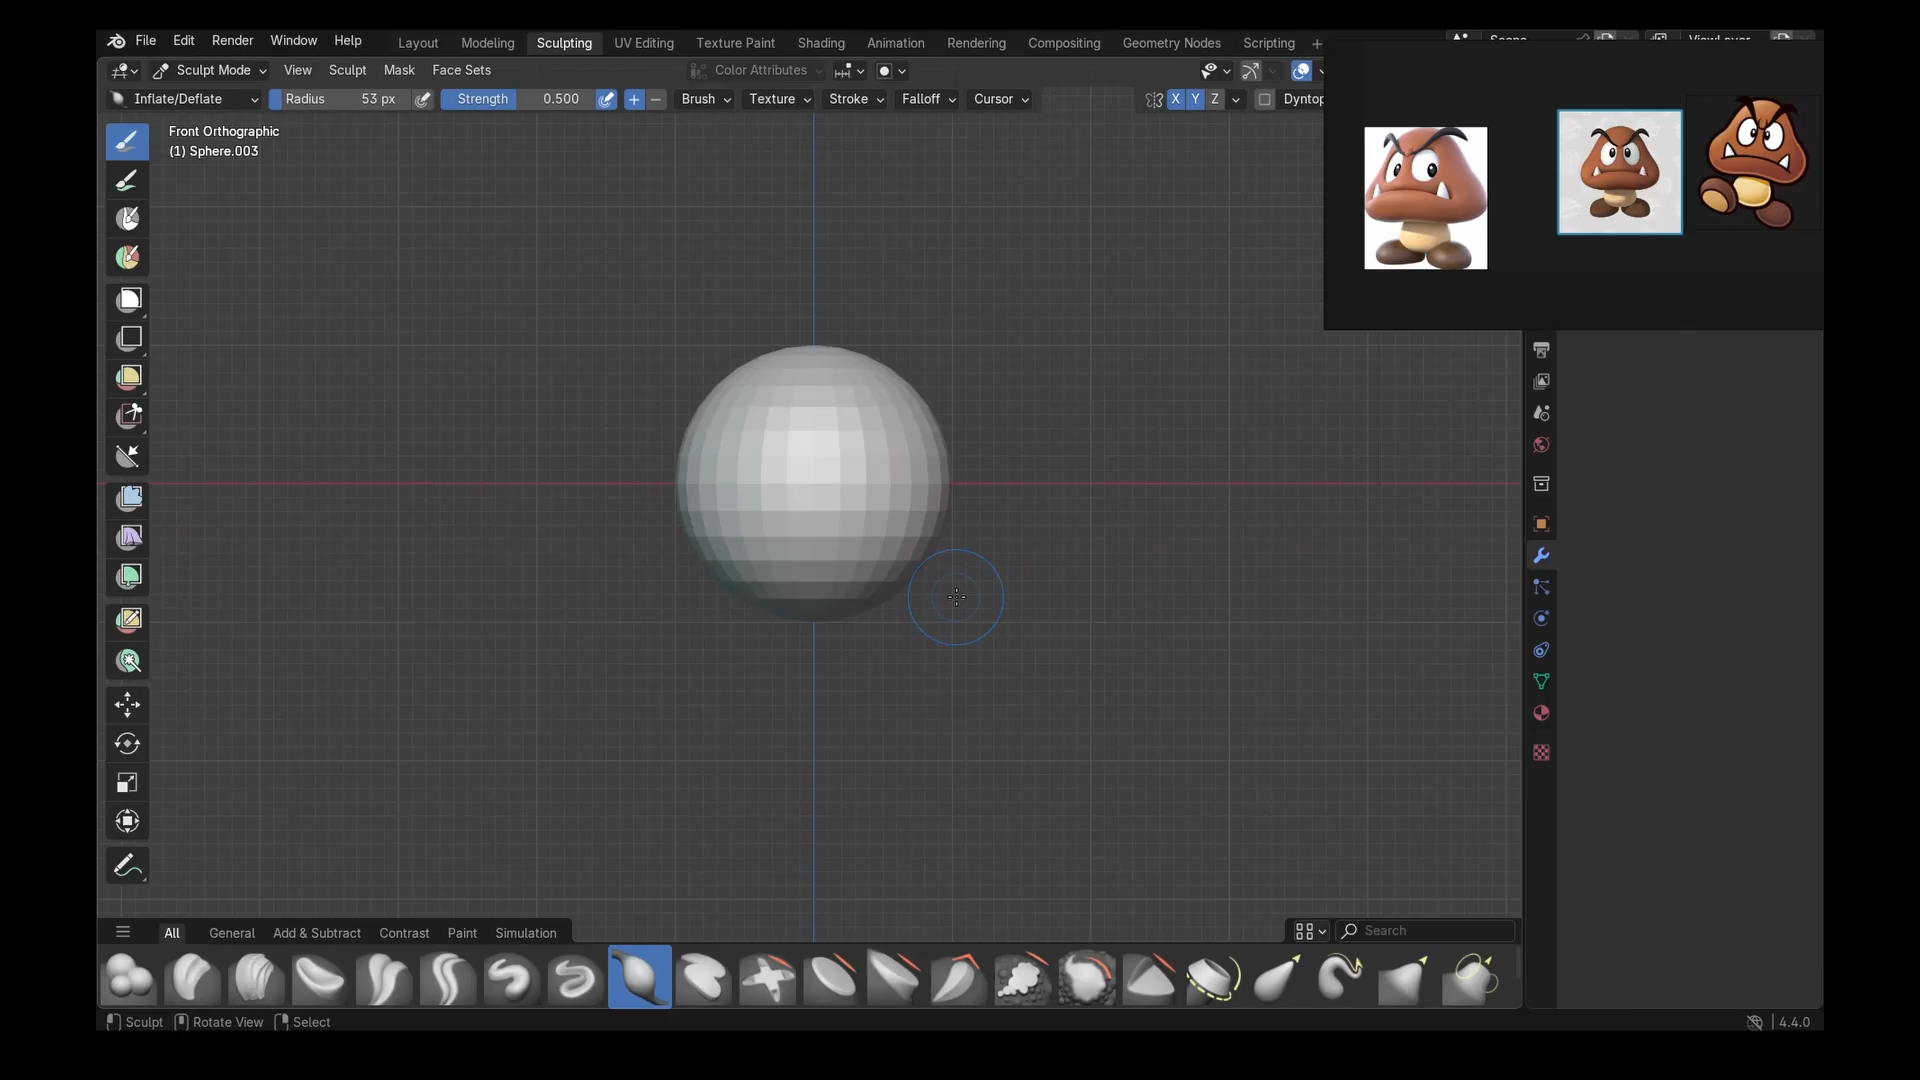 File Edit Render Window Help Layout Modeling Sculpting UV Editing Texture Paint Shading Animation Rendering Compositing Geometry Nodes Scripting +
Sculpt Mode View Sculpt Mask Face Sets Color Attributes
Inflate/Deflate Radius 53 px Strength 0.500 Brush Texture Stroke Falloff Cursor X Y Z Dyntop
Front Orthographic
(1) Sphere.003
All General Add & Subtract Contrast Paint Simulation Search
Sculpt Rotate View Select 4.4.0